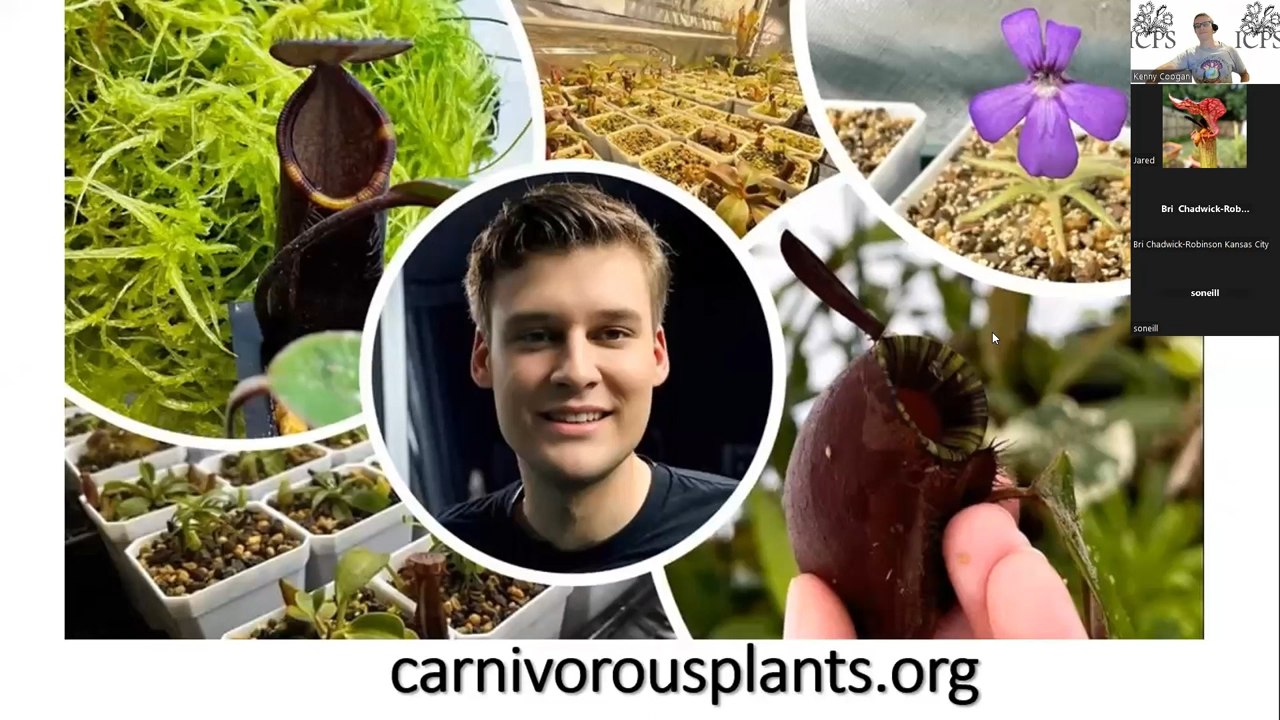 ICPS
ICPS
Kenny Coogan
Jared
Bri Chadwick-Rob...
Bri Chadwick-Robinson Kansas City
soneill
soneill
carnivorousplants.org